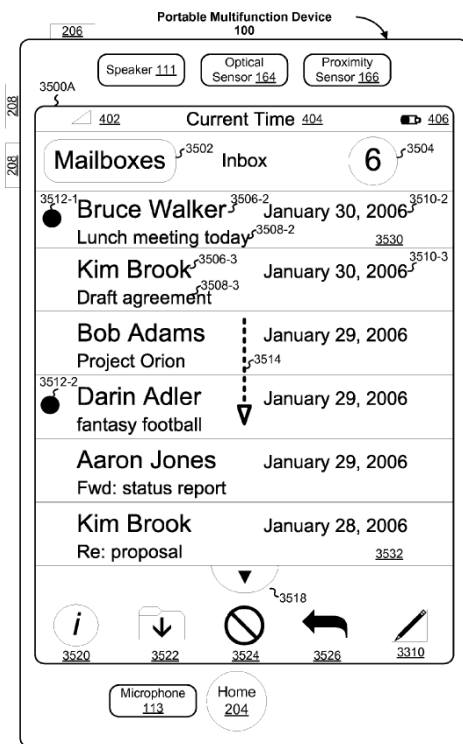 Portable Multifunction Device
100
206
Speaker 111
Optical
Sensor 164
Proximity
Sensor 166
208
208
3500A
402
Current Time 404
406
Mailboxes
3502
Inbox
6
3504
3512-1
Bruce Walker
3506-2
January 30, 2006
3510-2
Lunch meeting today
3508-2
3530
Kim Brook
3506-3
January 30, 2006
3510-3
Draft agreement
3508-3
Bob Adams
January 29, 2006
Project Orion
3514
3512-2
Darin Adler
January 29, 2006
fantasy football
Aaron Jones
January 29, 2006
Fwd: status report
Kim Brook
January 28, 2006
Re: proposal
3532
3518
i
3520
3522
3524
3526
3310
Microphone
113
Home
204